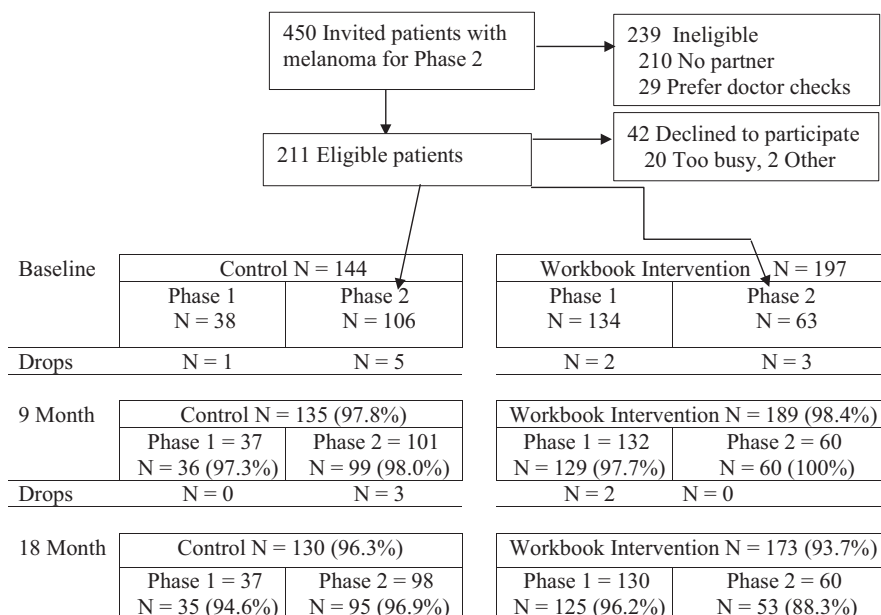 450 Invited patients with
melanoma for Phase 2
239 Ineligible
210 No partner
29 Prefer doctor checks
211 Eligible patients
42 Declined to participate
20 Too busy, 2 Other
Baseline
Control N = 144
Phase 1
N = 38
Phase 2
N = 106
Workbook Intervention N = 197
Phase 1
N = 134
Phase 2
N = 63
Drops N = 1 N = 5 N = 2 N = 3
9 Month
Control N = 135 (97.8%)
Phase 1 = 37
N = 36 (97.3%)
Phase 2 = 101
N = 99 (98.0%)
Workbook Intervention N = 189 (98.4%)
Phase 1 = 132
N = 129 (97.7%)
Phase 2 = 60
N = 60 (100%)
Drops N = 0 N = 3 N = 2 N = 0
18 Month
Control N = 130 (96.3%)
Phase 1 = 37
N = 35 (94.6%)
Phase 2 = 98
N = 95 (96.9%)
Workbook Intervention N = 173 (93.7%)
Phase 1 = 130
N = 125 (96.2%)
Phase 2 = 60
N = 53 (88.3%)